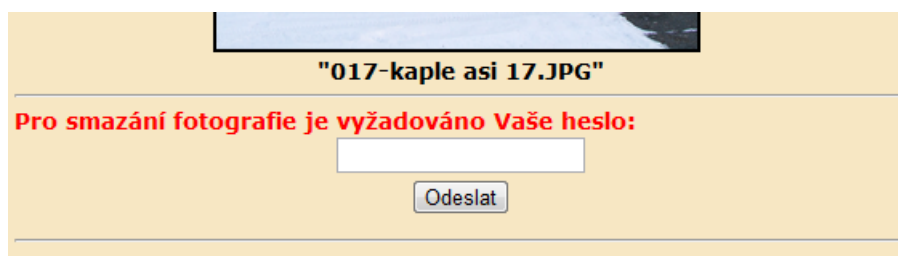 "017-kaple asi 17.JPG"
Pro smazání fotografie je vyžadováno Vaše heslo:
Odeslat